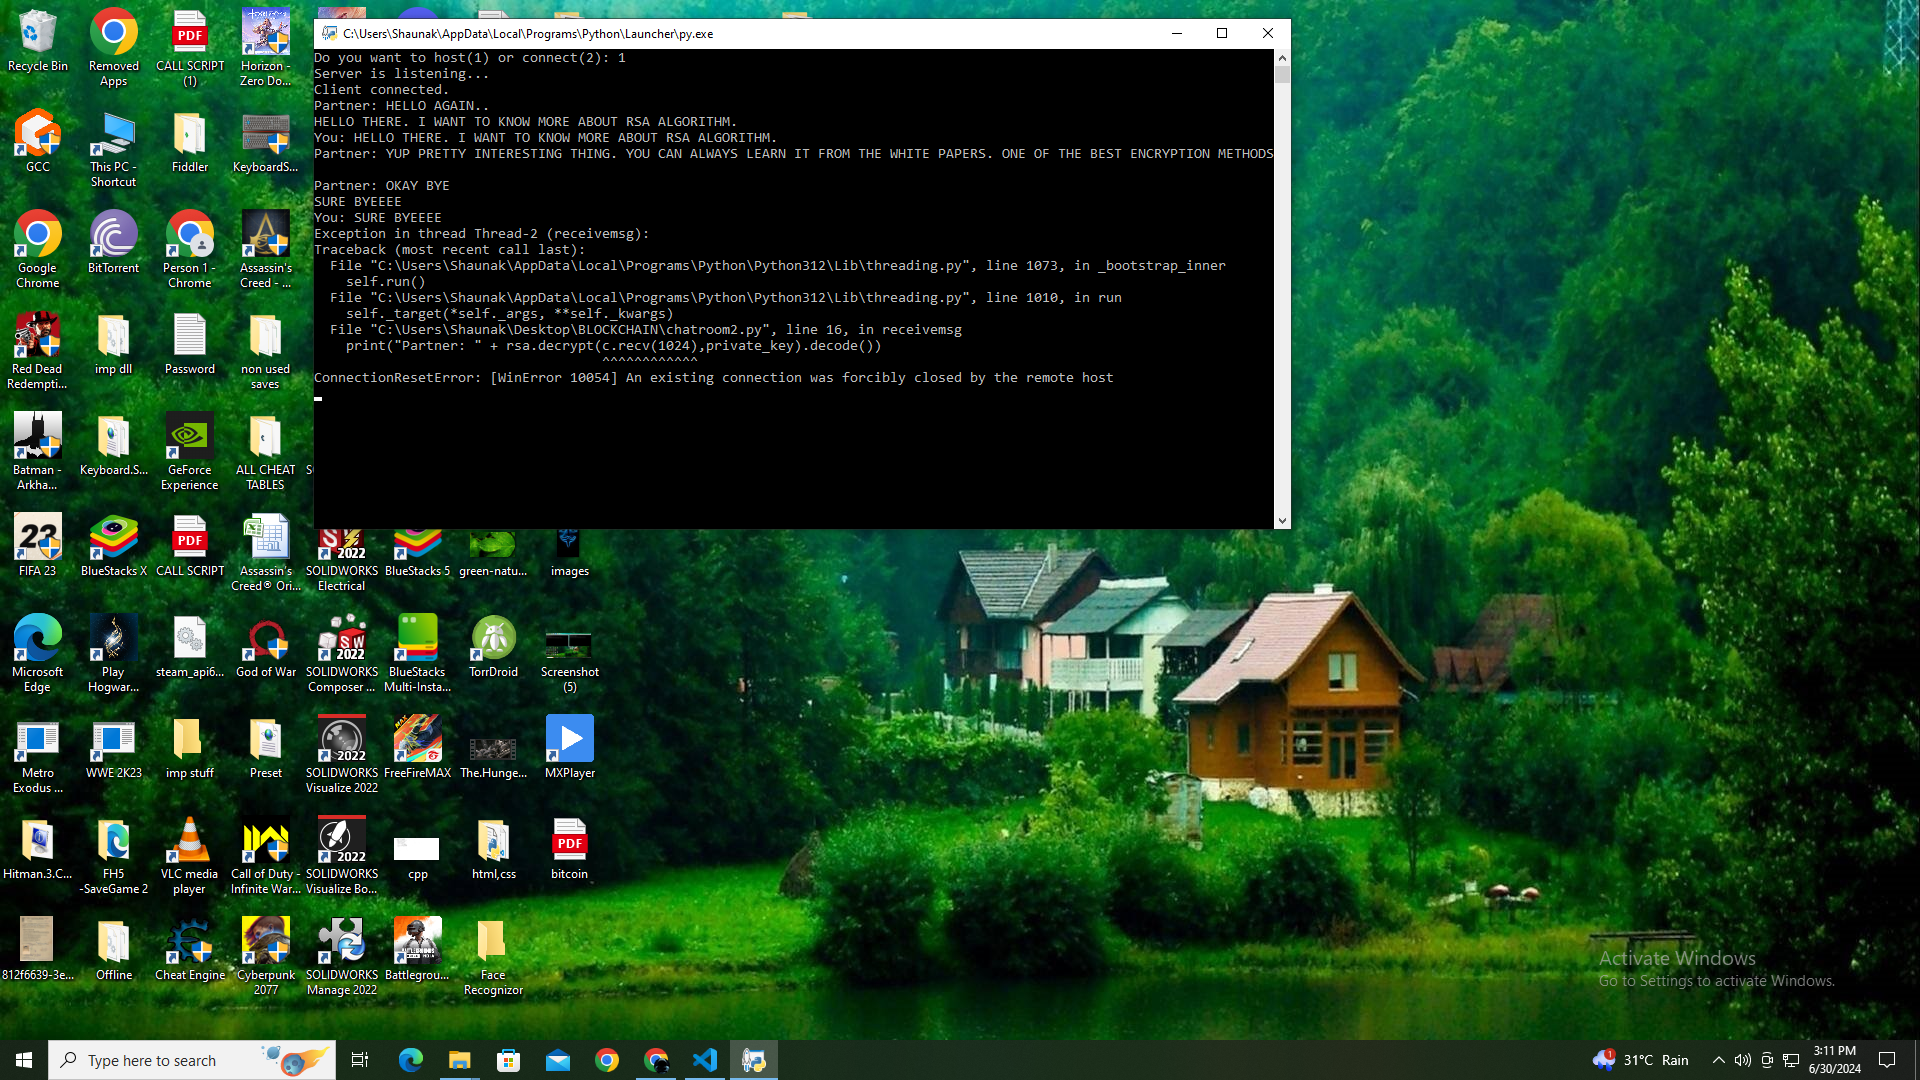 C:\Users\Shaunak\AppData\Local\Programs\Python\Launcher\py.exe
Do you want to host(1) or connect(2): 1
Server is listening...
Client connected.
Partner: HELLO AGAIN..
HELLO THERE. I WANT TO KNOW MORE ABOUT RSA ALGORITHM.
You: HELLO THERE. I WANT TO KNOW MORE ABOUT RSA ALGORITHM.
Partner: YUP PRETTY INTERESTING THING. YOU CAN ALWAYS LEARN IT FROM THE WHITE PAPERS. ONE OF THE BEST ENCRYPTION METHODS
Partner: OKAY BYE
SURE BYEEEE
You: SURE BYEEEE
Exception in thread Thread-2 (receivemsg):
Traceback (most recent call last):
File "C:\Users\Shaunak\AppData\Local\Programs\Python\Python312\Lib\threading.py", line 1073, in _bootstrap_inner
self.run()
File "C:\Users\Shaunak\AppData\Local\Programs\Python\Python312\Lib\threading.py", line 1010, in run
self._target(*self._args, **self._kwargs)
File "C:\Users\Shaunak\Desktop\BLOCKCHAIN\chatroom2.py", line 16, in receivemsg
print("Partner: " + rsa.decrypt(c.recv(1024),private_key).decode())
^^^^^^^^^^^^
ConnectionResetError: [WinError 10054] An existing connection was forcibly closed by the remote host
Recycle Bin
Removed
Apps
CALL SCRIPT
(1)
Horizon -
Zero Do...
GCC
This PC -
Shortcut
Fiddler
KeyboardS...
Google
Chrome
BitTorrent
Person 1 -
Chrome
Assassin's
Creed - ...
Red Dead
Redempti...
imp dll
Password
non used
saves
Batman -
Arkha...
Keyboard.S...
GeForce
Experience
ALL CHEAT
TABLES
FIFA 23
BlueStacks X
CALL SCRIPT
Assassin's
Creed® Ori...
SOLIDWORKS
Electrical
BlueStacks 5
green-natu...
images
Microsoft
Edge
Play
Hogwar...
steam_api6...
God of War
SOLIDWORKS
Composer ...
BlueStacks
Multi-Insta...
TorrDroid
Screenshot
(5)
Metro
Exodus ...
WWE 2K23
imp stuff
Preset
SOLIDWORKS
Visualize 2022
FreeFireMAX
The.Hunge...
MXPlayer
Hitman.3.C...
FH5
-SaveGame 2
VLC media
player
Call of Duty -
Infinite War...
SOLIDWORKS
Visualize Bo...
cpp
html,css
bitcoin
812f6639-3e...
Offline
Cheat Engine
Cyberpunk
2077
SOLIDWORKS
Manage 2022
Battlegrou...
Face
Recognizor
Activate Windows
Go to Settings to activate Windows.
Type here to search
31°C Rain
3:11 PM
6/30/2024